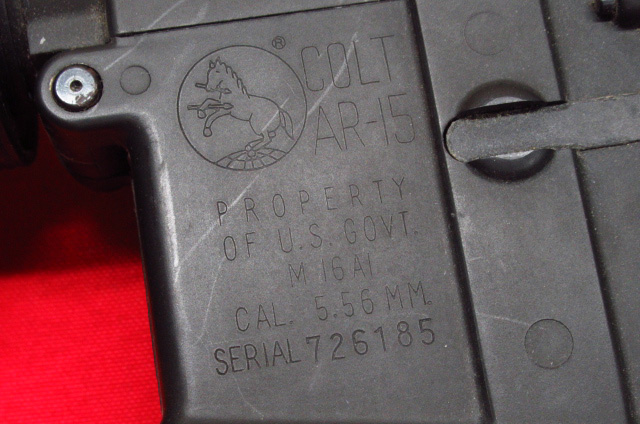 ®
COLT
AR-15
PROPERTY
OF U.S. GOVT.
M16A1
CAL. 5.56 MM.
SERIAL 726185